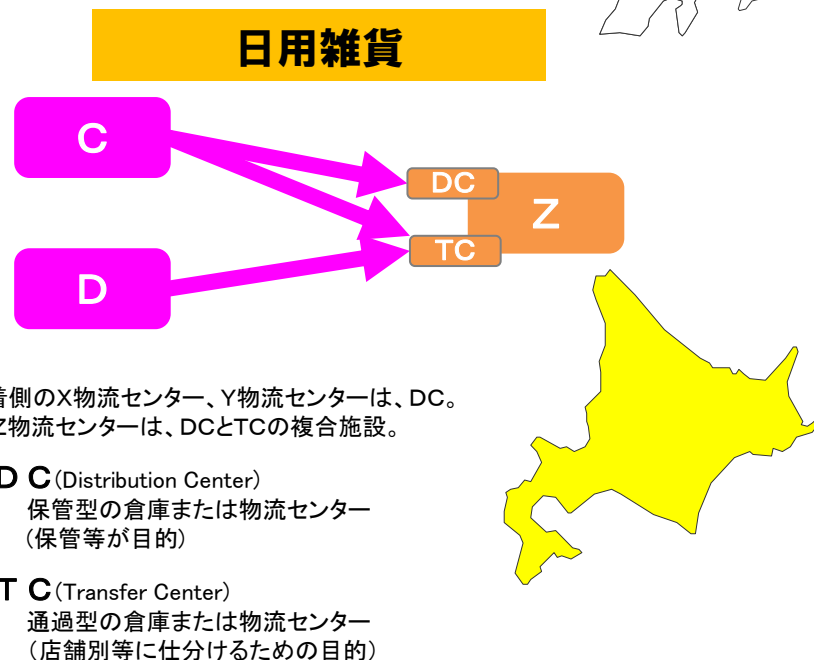 日用雑貨
C
DC
Z
TC
D
着側のX物流センター、Y物流センターは、DC。
Z物流センターは、DCとTCの複合施設。
D C(Distribution Center)
保管型の倉庫または物流センター
(保管等が目的)
T C(Transfer Center)
通過型の倉庫または物流センター
(店舗別等に仕分けるための目的)